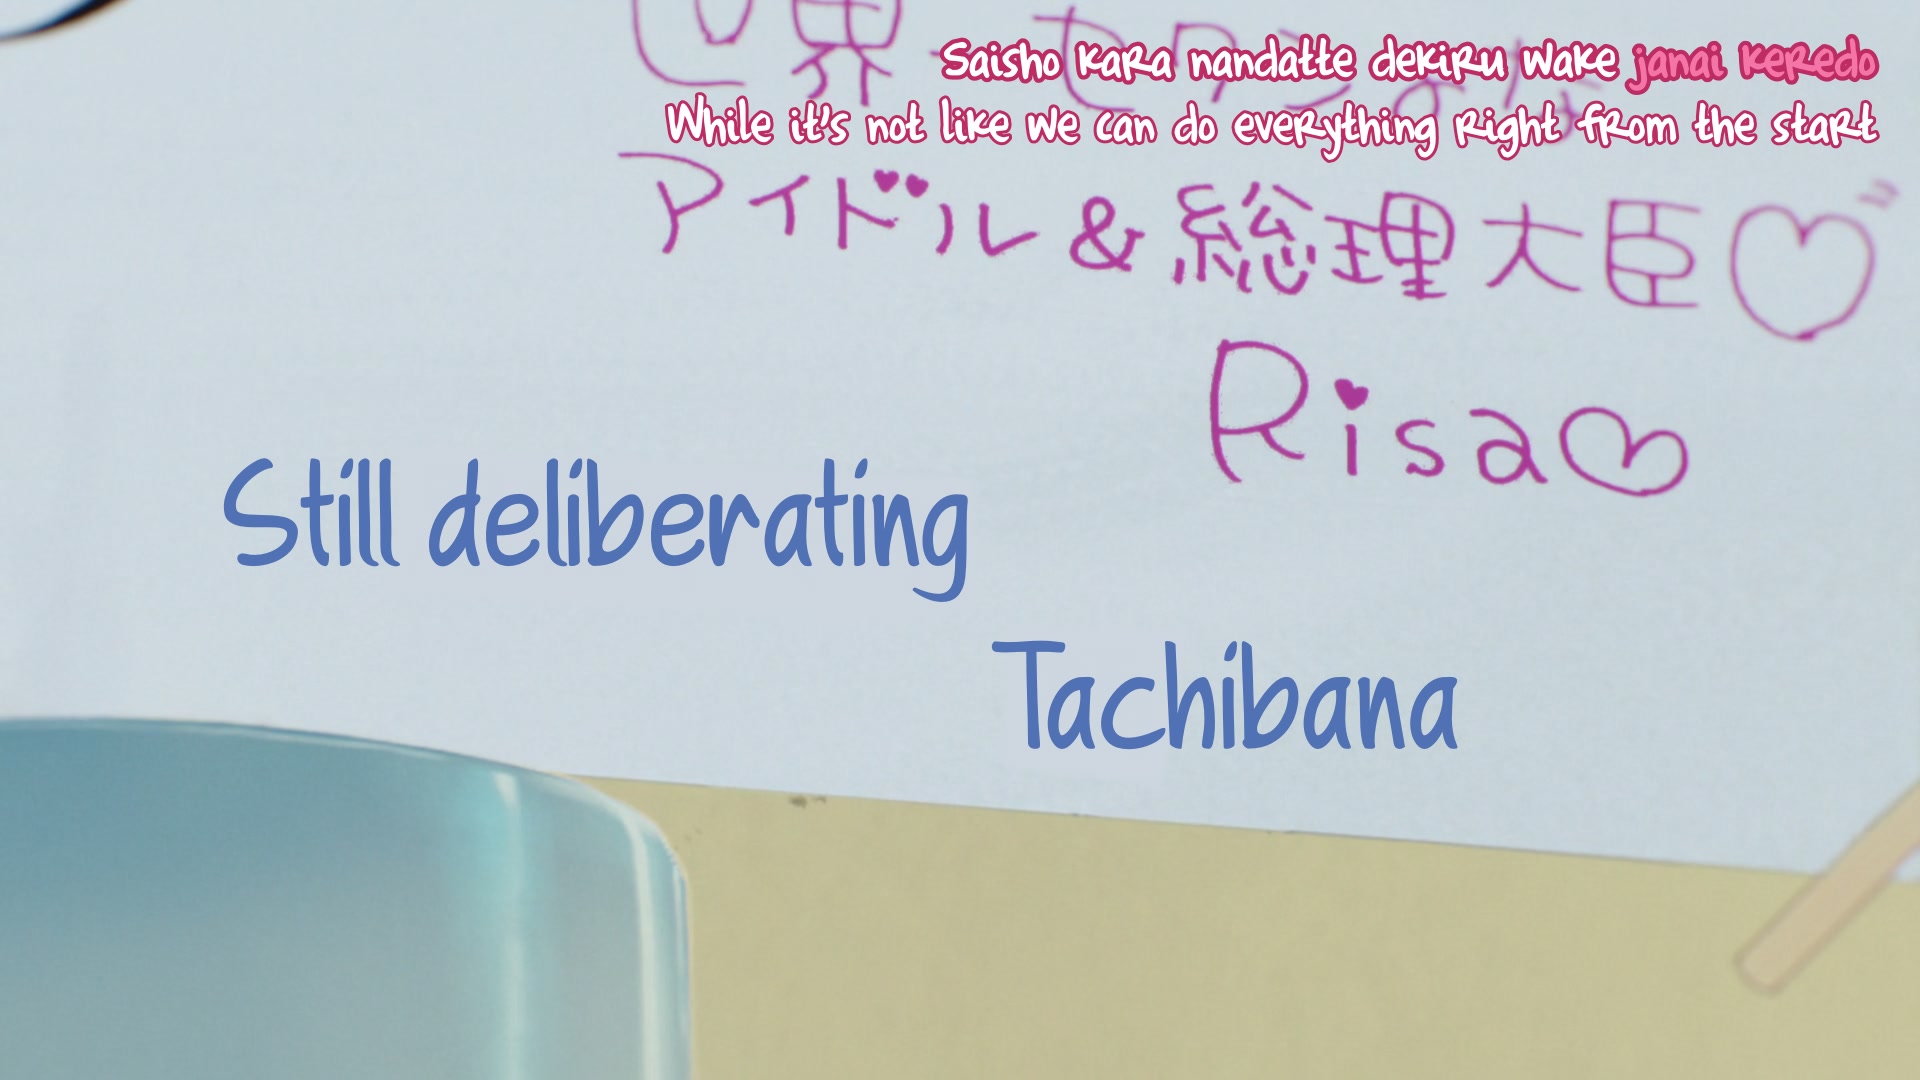 Saisho kara nandatte dekiru wake janai keredo
While it's not like we can do everything right from the start
アイドル & 総理大臣♡
Risa♡
Still deliberating
Tachibana